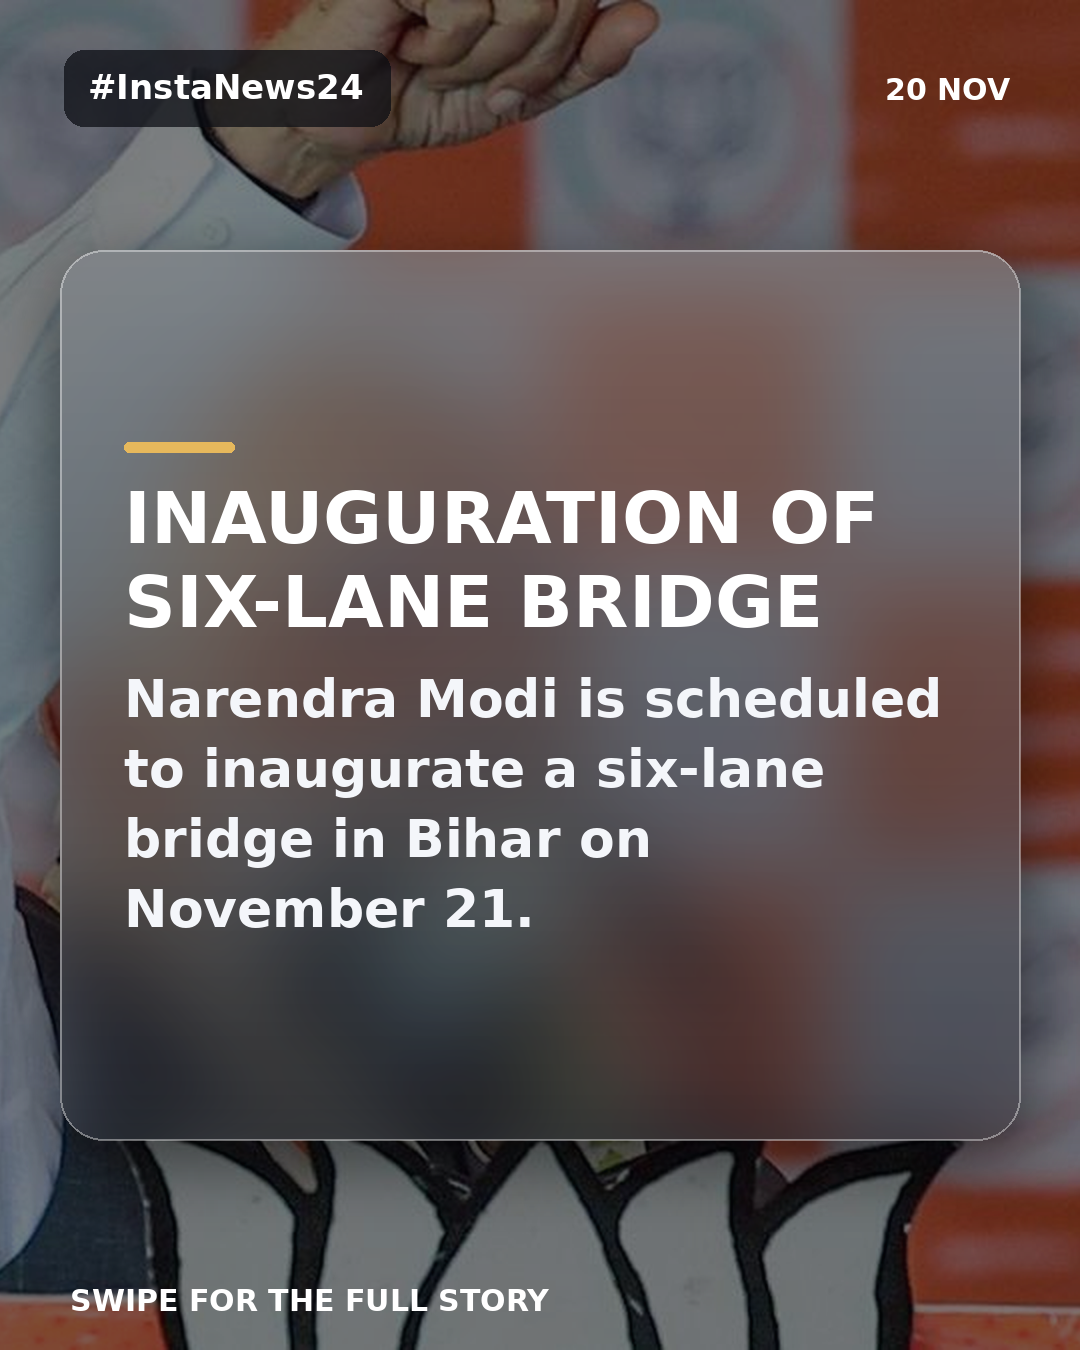 #InstaNews24
20 NOV
INAUGURATION OF
SIX-LANE BRIDGE
Narendra Modi is scheduled
to inaugurate a six-lane
bridge in Bihar on
November 21.
SWIPE FOR THE FULL STORY